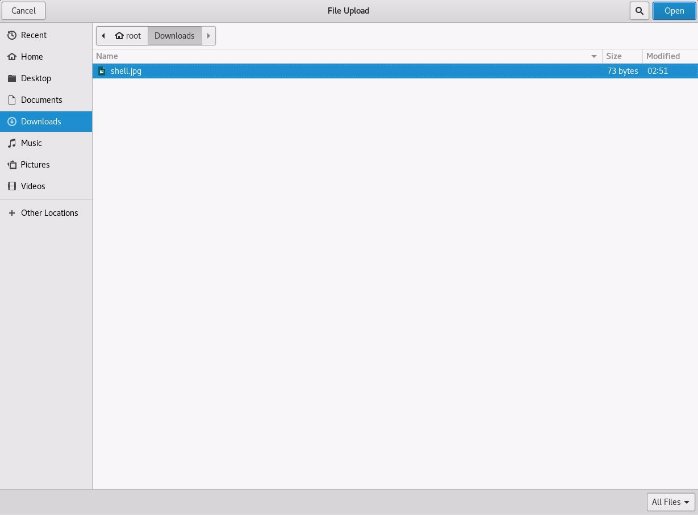 Cancel File Upload Open
Recent
Home
Desktop
Documents
Downloads
Music
Pictures
Videos
Other Locations
root Downloads
Name Size Modified
shell.jpg 73 bytes 02:51
All Files